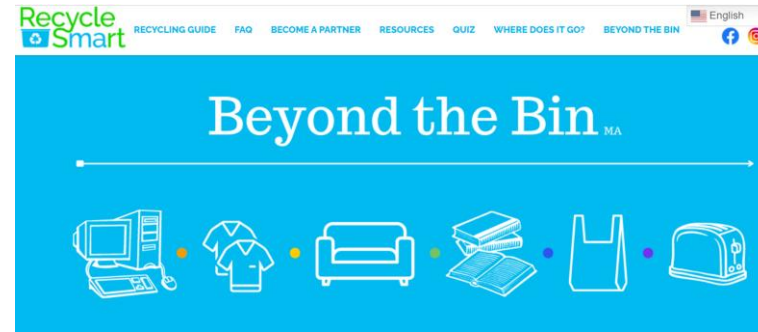 Recycle
Smart
RECYCLING GUIDE FAQ BECOME A PARTNER RESOURCES QUIZ WHERE DOES IT GO? BEYOND THE BIN
English
Beyond the Bin MA